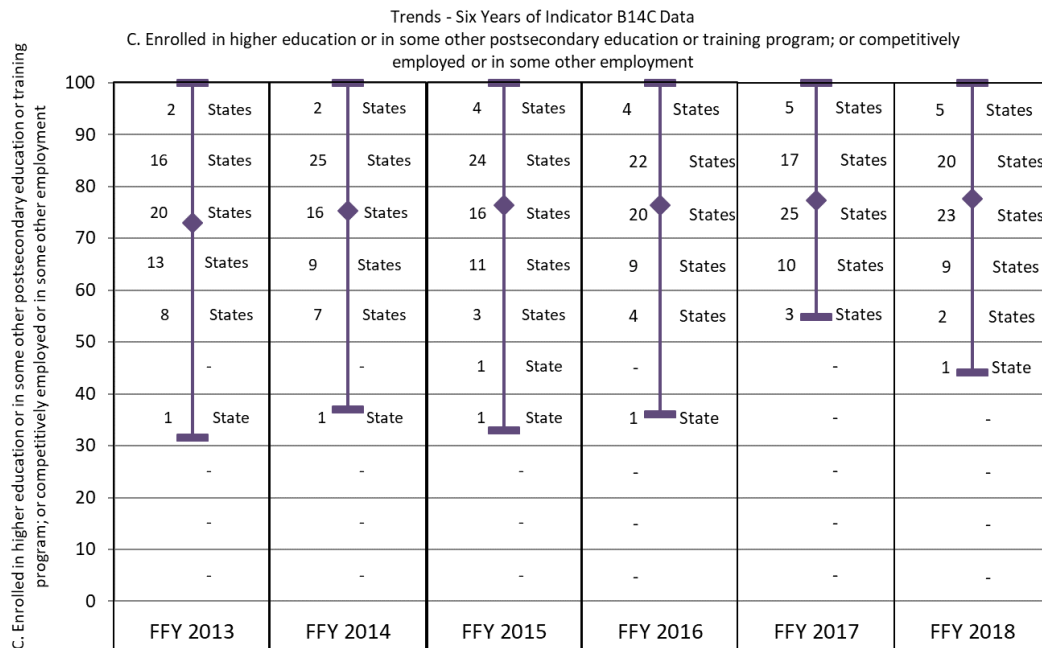 Trends - Six Years of Indicator B14C Data
C. Enrolled in higher education or in some other postsecondary education or training program; or competitively
employed or in some other employment
C. Enrolled in higher education or in some other postsecondary education or training
program; or competitively employed or in some other employment
100
2 States 2 States 4 States 4 States 5 States 5 States
90
16 States 25 States 24 States 22 States 17 States 20 States
80
20 States 16 States 16 States 20 States 25 States 23 States
70
13 States 9 States 11 States 9 States 10 States 9 States
60
8 States 7 States 3 States 4 States 3 States 2 States
50
- - 1 State - - 1 State
40
1 State 1 State 1 State 1 State - -
30
- - - - - -
20
- - - - - -
10
- - - - - -
0
FFY 2013 FFY 2014 FFY 2015 FFY 2016 FFY 2017 FFY 2018